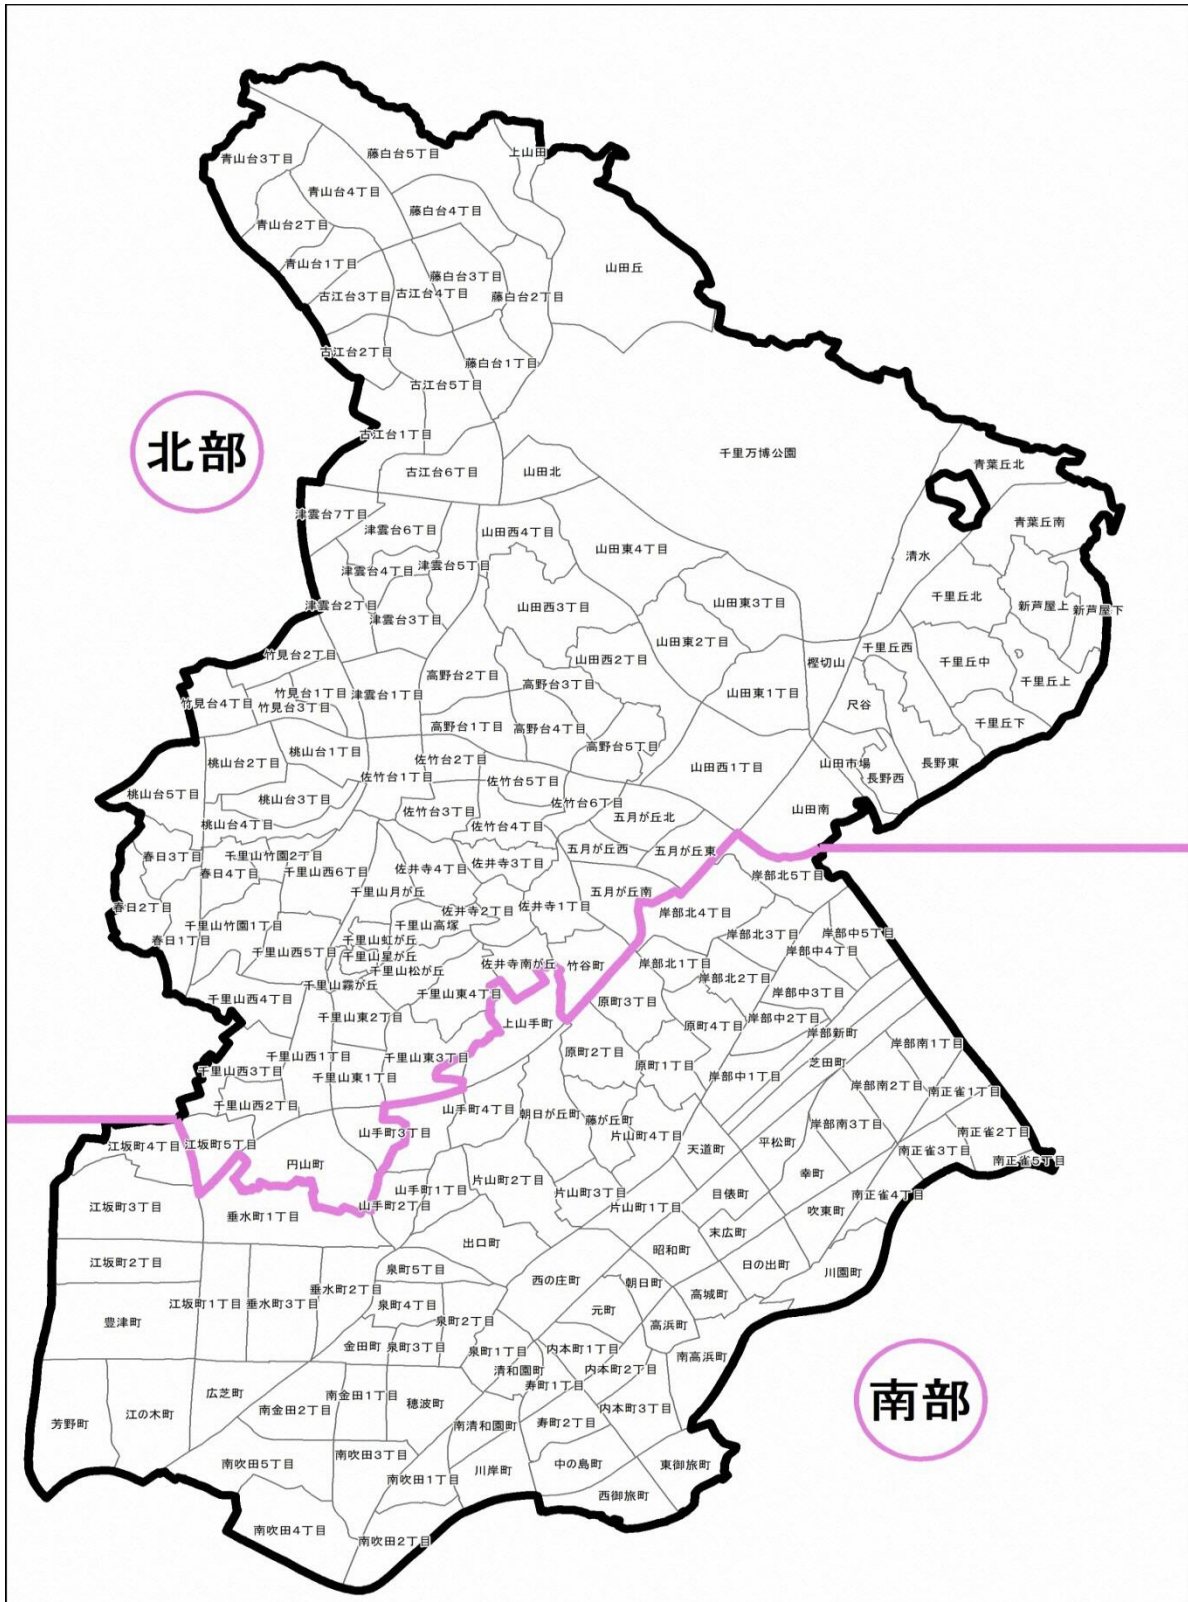 藤白台5丁目
上山田
青山台3丁目
青山台4丁目
藤白台4丁目
青山台2丁目
青山台1丁目
山田丘
藤白台3丁目
古江台3丁目
古江台4丁目
藤白台2丁目
古江台2丁目
藤白台1丁目
古江台5丁目
古江台1丁目
北部
千里万博公園
古江台6丁目
山田北
青葉丘北
津雲台7丁目
津雲台6丁目
山田西4丁目
青葉丘南
山田東4丁目
清水
津雲台4丁目
津雲台5丁目
千里丘北
津雲台2丁目
山田西3丁目
山田東3丁目
新芦屋上
新芦屋下
津雲台3丁目
山田東2丁目
千里丘西
竹見台2丁目
山田西2丁目
樫切山
千里丘中
高野台2丁目
高野台3丁目
千里丘上
竹見台1丁目
津雲台1丁目
山田東1丁目
竹見台4丁目
竹見台3丁目
尺谷
高野台1丁目
高野台4丁目
千里丘下
桃山台1丁目
高野台5丁目
桃山台2丁目
佐竹台2丁目
山田西1丁目
山田市場
長野東
佐竹台1丁目
佐竹台5丁目
長野西
桃山台5丁目
桃山台3丁目
佐竹台6丁目
佐竹台3丁目
五月が丘北
山田南
桃山台4丁目
佐竹台4丁目
春日3丁目
千里山竹園2丁目
五月が丘西
五月が丘東
春日4丁目
千里山西6丁目
佐井寺4丁目
佐井寺3丁目
岸部北5丁目
千里山月が丘
五月が丘南
春日2丁目
佐井寺2丁目
佐井寺1丁目
岸部北4丁目
千里山竹園1丁目
千里山高塚
岸部北3丁目
岸部中5丁目
春日1丁目
千里山虹が丘
千里山西5丁目
千里山星が丘
岸部中4丁目
佐井寺南が丘
竹谷町
岸部北1丁目
千里山松が丘
岸部北2丁目
千里山霧が丘
千里山東4丁目
岸部中3丁目
千里山西4丁目
原町3丁目
千里山東2丁目
上山手町
岸部中2丁目
原町4丁目
岸部新町
千里山西1丁目
千里山東3丁目
原町2丁目
岸部南1丁目
原町1丁目
芝田町
千里山西3丁目
千里山東1丁目
岸部中1丁目
岸部南2丁目
南正雀1丁目
千里山西2丁目
山手町4丁目
朝日が丘町
藤が丘町
岸部南3丁目
山手町3丁目
片山町4丁目
南正雀2丁目
江坂町4丁目
江坂町5丁目
天道町
平松町
南正雀3丁目
円山町
南正雀5丁目
片山町2丁目
幸町
山手町1丁目
片山町3丁目
目俵町
南正雀4丁目
江坂町3丁目
山手町2丁目
片山町1丁目
垂水町1丁目
吹東町
末広町
出口町
昭和町
江坂町2丁目
泉町5丁目
日の出町
川園町
垂水町2丁目
西の庄町
朝日町
江坂町1丁目
垂水町3丁目
泉町4丁目
高城町
豊津町
泉町2丁目
元町
高浜町
金田町
泉町3丁目
泉町1丁目
内本町1丁目
南高浜町
清和園町
内本町2丁目
広芝町
寿町1丁目
南部
南金田1丁目
穂波町
芳野町
江の木町
南金田2丁目
内本町3丁目
南清和園町
寿町2丁目
南吹田3丁目
南吹田5丁目
川岸町
中の島町
東御旅町
南吹田1丁目
西御旅町
南吹田4丁目
南吹田2丁目